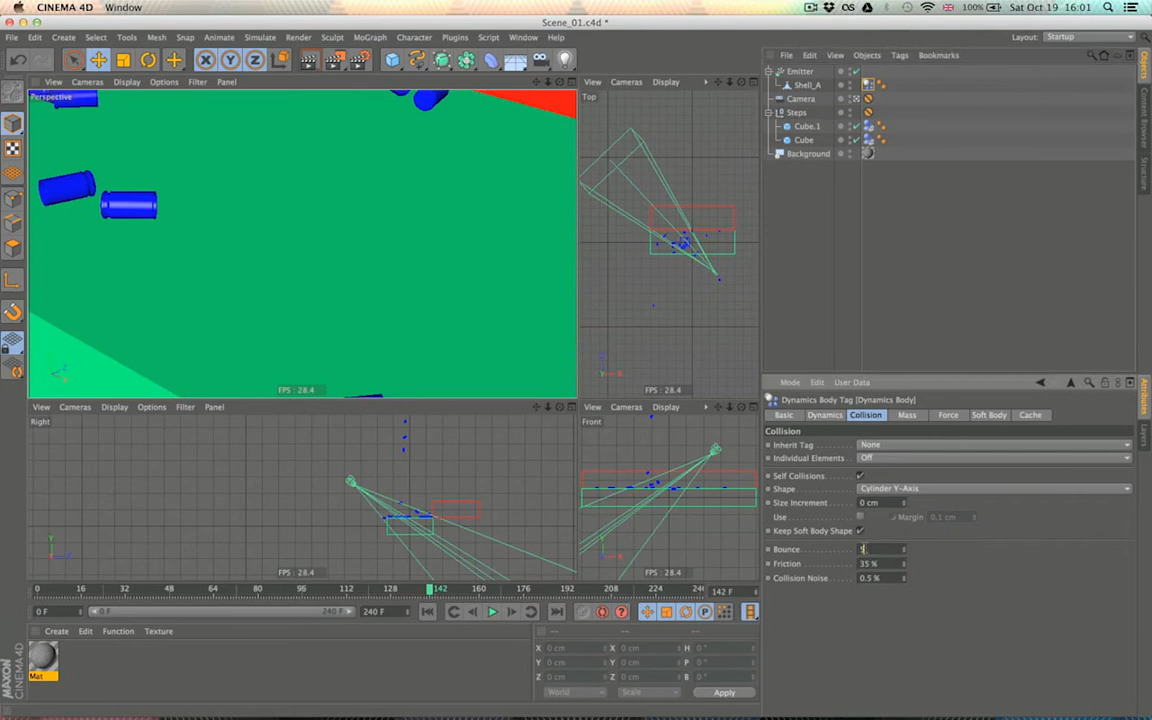 CINEMA 4D Window
100% Sat Oct 19 16:01
Scene_01.c4d *
File Edit Create Select Tools Mesh Snap Animate Simulate Render Sculpt MoGraph Character Plugins Script Window Help
Layout: Startup
X Y Z
File Edit View Objects Tags Bookmarks
View Cameras Display Options Filter Panel
Perspective
FPS : 28.4
View Cameras Display
Top
FPS : 28.4
Emitter
Shell_A
Camera
Steps
Cube.1
Cube
Background
Objects
Content Browser
Structure
View Cameras Display Options Filter Panel
Right
FPS : 28.4
View Cameras Display
Front
FPS : 28.4
Mode Edit User Data
Dynamics Body Tag [Dynamics Body]
Basic Dynamics Collision Mass Force Soft Body Cache
Collision
Inherit Tag None
Individual Elements Off
Self Collisions
Shape Cylinder Y-Axis
Size Increment 0 cm
Use Margin 0.1 cm
Keep Soft Body Shape
Bounce 5
Friction 35 %
Collision Noise 0.5 %
Attributes
Layers
0 16 32 48 64 80 96 112 128 142 160 176 192 208 224 24
142 F
0 F 0 F 240 F 240 F
Create Edit Function Texture
Mat
MAXON CINEMA 4D
X 0 cm X 0 cm H 0 °
Y 0 cm Y 0 cm P 0 °
Z 0 cm Z 0 cm B 0 °
World Scale Apply